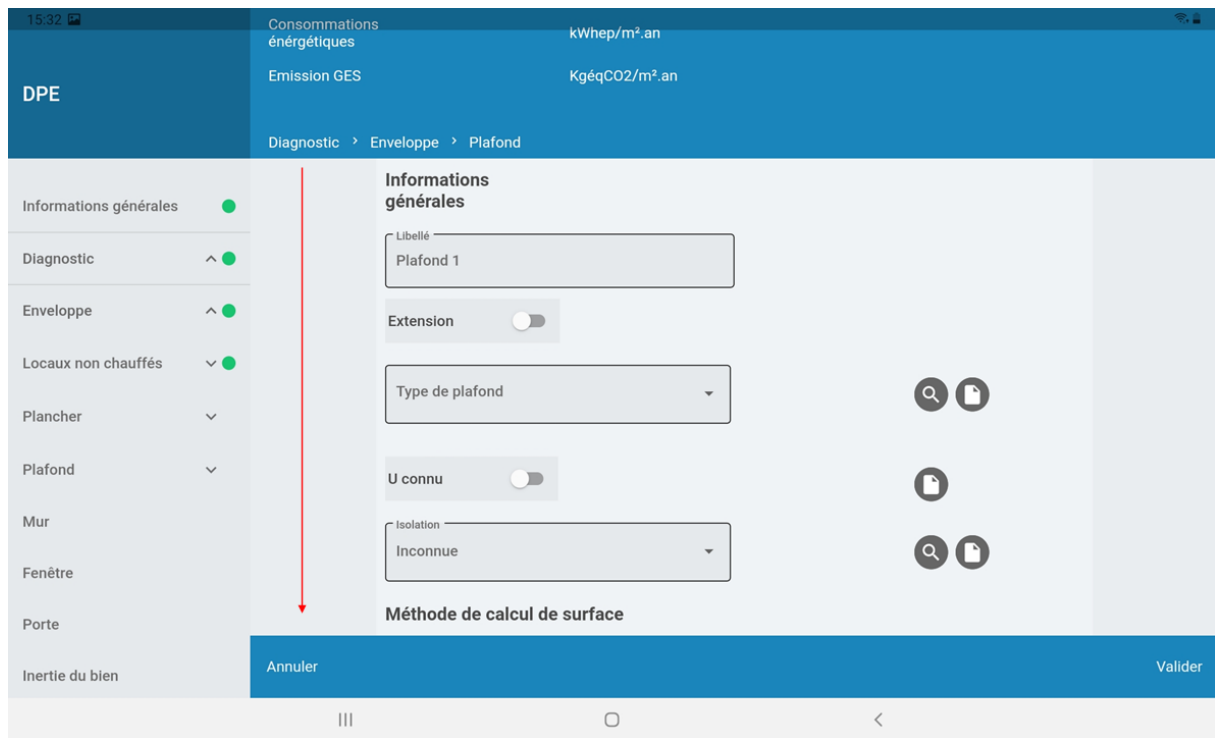 15:32
Consommations
énérgétiques
kWhep/m².an
Emission GES
KgéqCO2/m².an
DPE
Diagnostic > Enveloppe > Plafond
Informations générales
Diagnostic
Enveloppe
Locaux non chauffés
Plancher
Plafond
Mur
Fenêtre
Porte
Inertie du bien
Informations
générales
Libellé
Plafond 1
Extension
Type de plafond
U connu
Isolation
Inconnue
Méthode de calcul de surface
Annuler
Valider